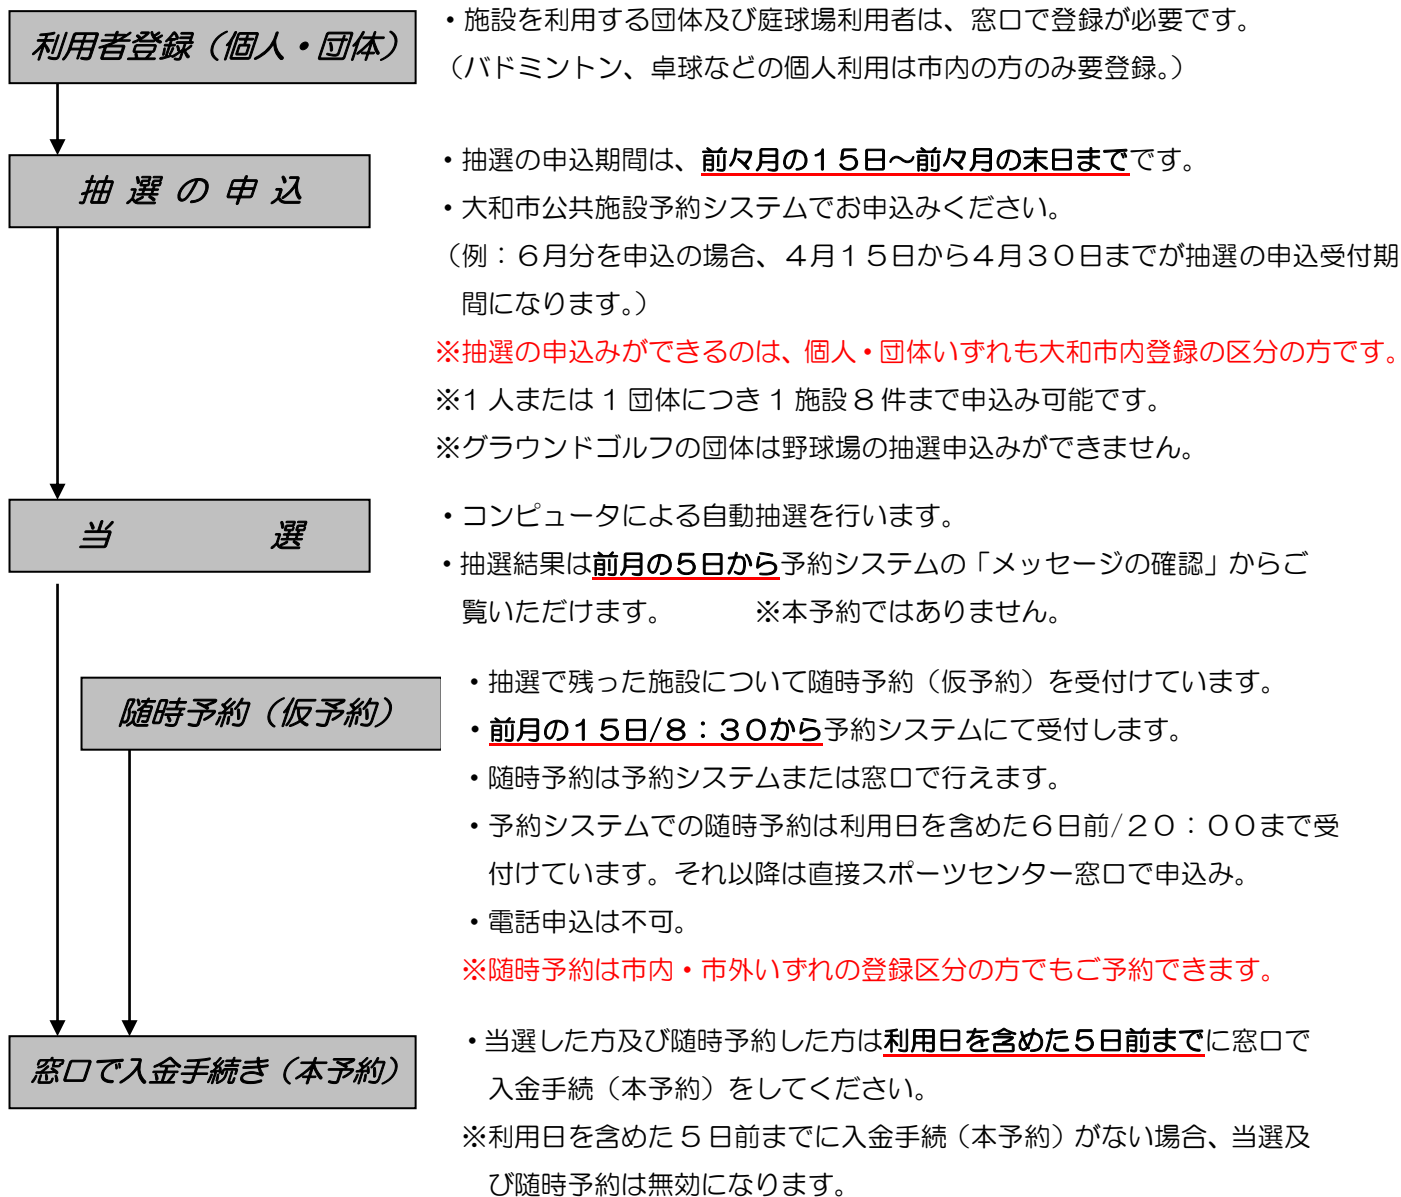 利用者登録（個人・団体）
・施設を利用する団体及び庭球場利用者は、窓口で登録が必要です。
（バドミントン、卓球などの個人利用は市内の方のみ要登録。）
抽選の申込
・抽選の申込期間は、前々月の１５日～前々月の末日までです。
・大和市公共施設予約システムでお申込みください。
（例：６月分を申込の場合、４月１５日から４月３０日までが抽選の申込受付期
間になります。）
※抽選の申込みができるのは、個人・団体いずれも大和市内登録の区分の方です。
※1 人または 1 団体につき 1 施設 8 件まで申込み可能です。
※グラウンドゴルフの団体は野球場の抽選申込みができません。
当　　選
・コンピュータによる自動抽選を行います。
・抽選結果は前月の５日から予約システムの「メッセージの確認」からご
覧いただけます。　　　※本予約ではありません。
随時予約（仮予約）
・抽選で残った施設について随時予約（仮予約）を受付けています。
・前月の１５日/８：３０から予約システムにて受付します。
・随時予約は予約システムまたは窓口で行えます。
・予約システムでの随時予約は利用日を含めた６日前/２０：００まで受
付けています。それ以降は直接スポーツセンター窓口で申込み。
・電話申込は不可。
※随時予約は市内・市外いずれの登録区分の方でもご予約できます。
窓口で入金手続き（本予約）
・当選した方及び随時予約した方は利用日を含めた５日前までに窓口で
入金手続（本予約）をしてください。
※利用日を含めた 5 日前までに入金手続（本予約）がない場合、当選及
び随時予約は無効になります。